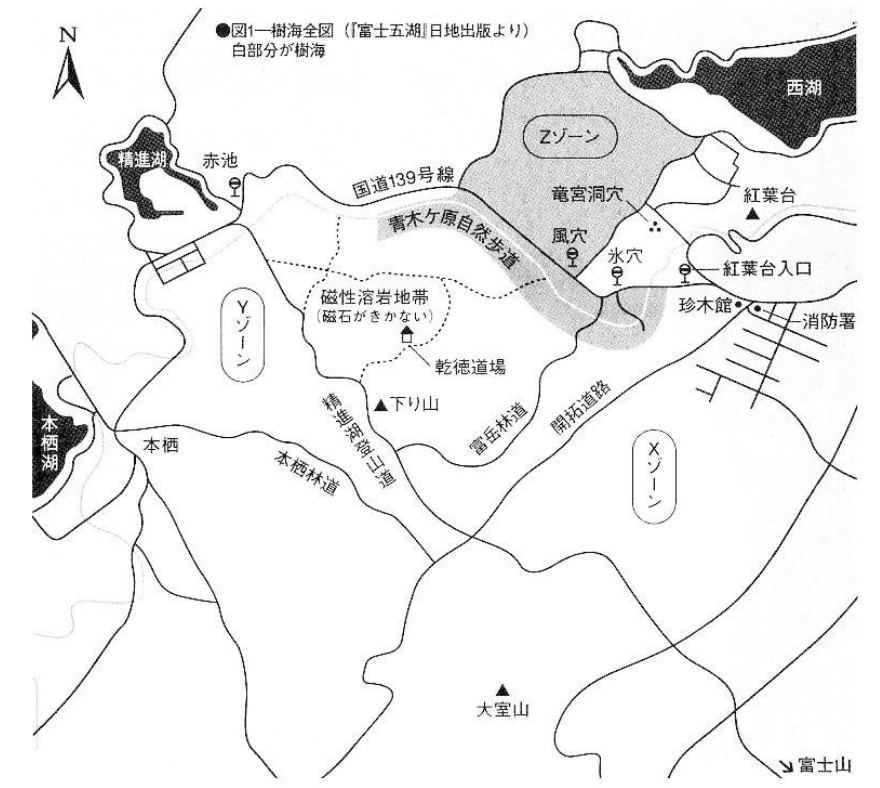 N
●図1―樹海全図(『富士五湖』日地出版より)
白部分が樹海
西湖
Zゾーン
精進湖
赤池
国道139号線
竜宮洞穴
紅葉台
青木ケ原自然歩道
風穴
氷穴
紅葉台入口
磁性溶岩地帯
(磁石がきかない)
珍木館
消防署
Yゾーン
乾徳道場
下り山
精進湖登山道
富岳林道
開拓道路
本栖湖
本栖
本栖林道
Xゾーン
大室山
富士山